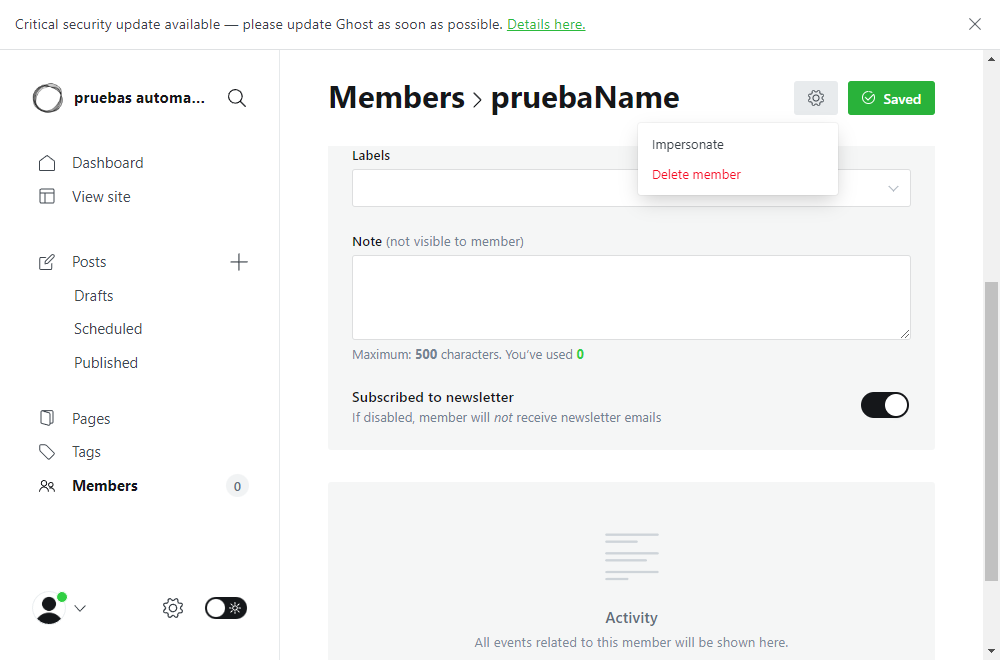 Critical security update available — please update Ghost as soon as possible. Details here.
pruebas automa...
Dashboard
View site
Posts
Drafts
Scheduled
Published
Pages
Tags
Members
0
Members > pruebaName
Saved
Impersonate
Delete member
Labels
Note (not visible to member)
Maximum: 500 characters. You've used 0
Subscribed to newsletter
If disabled, member will not receive newsletter emails
Activity
All events related to this member will be shown here.